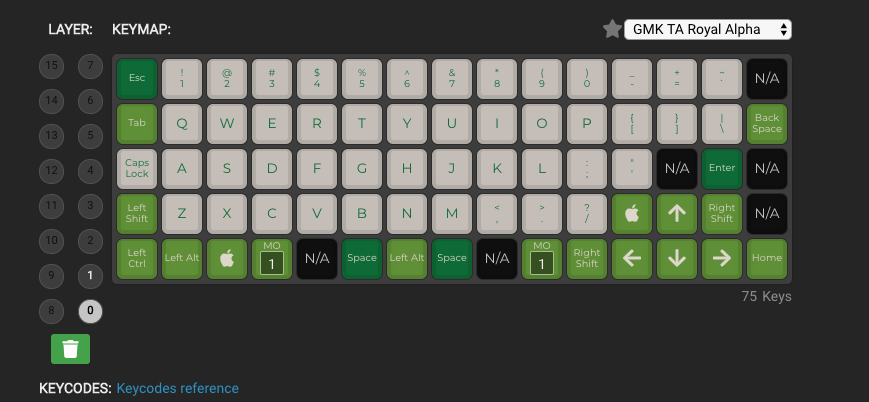 LAYER: KEYMAP: GMK TA Royal Alpha
15 7 Esc ! 1 @ 2 # 3 $ 4 % 5 ^ 6 & 7 * 8 ( 9 ) 0 _ - + = ~ ` N/A
14 6 Tab Q W E R T Y U I O P { [ } ] | \ Back Space
13 5
12 4 Caps Lock A S D F G H J K L : ; " ' N/A Enter N/A
11 3 Left Shift Z X C V B N M < , > . ? / Right Shift N/A
10 2
9 1 Left Ctrl Left Alt MO 1 N/A Space Left Alt Space N/A MO 1 Right Shift Home
8 0
75 Keys
KEYCODES: Keycodes reference